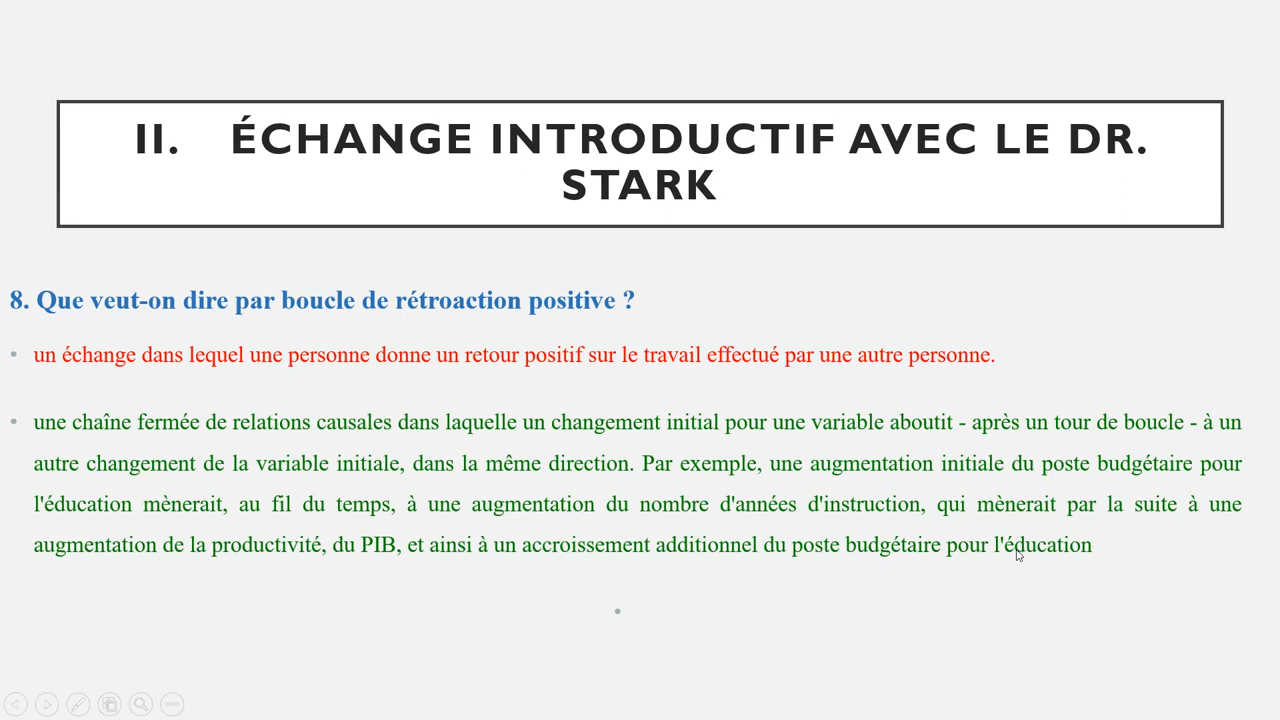 II. ÉCHANGE INTRODUCTIF AVEC LE DR.
STARK
8. Que veut-on dire par boucle de rétroaction positive ?
• un échange dans lequel une personne donne un retour positif sur le travail effectué par une autre personne.
• une chaîne fermée de relations causales dans laquelle un changement initial pour une variable aboutit - après un tour de boucle - à un
autre changement de la variable initiale, dans la même direction. Par exemple, une augmentation initiale du poste budgétaire pour
l'éducation mènerait, au fil du temps, à une augmentation du nombre d'années d'instruction, qui mènerait par la suite à une
augmentation de la productivité, du PIB, et ainsi à un accroissement additionnel du poste budgétaire pour l'éducation